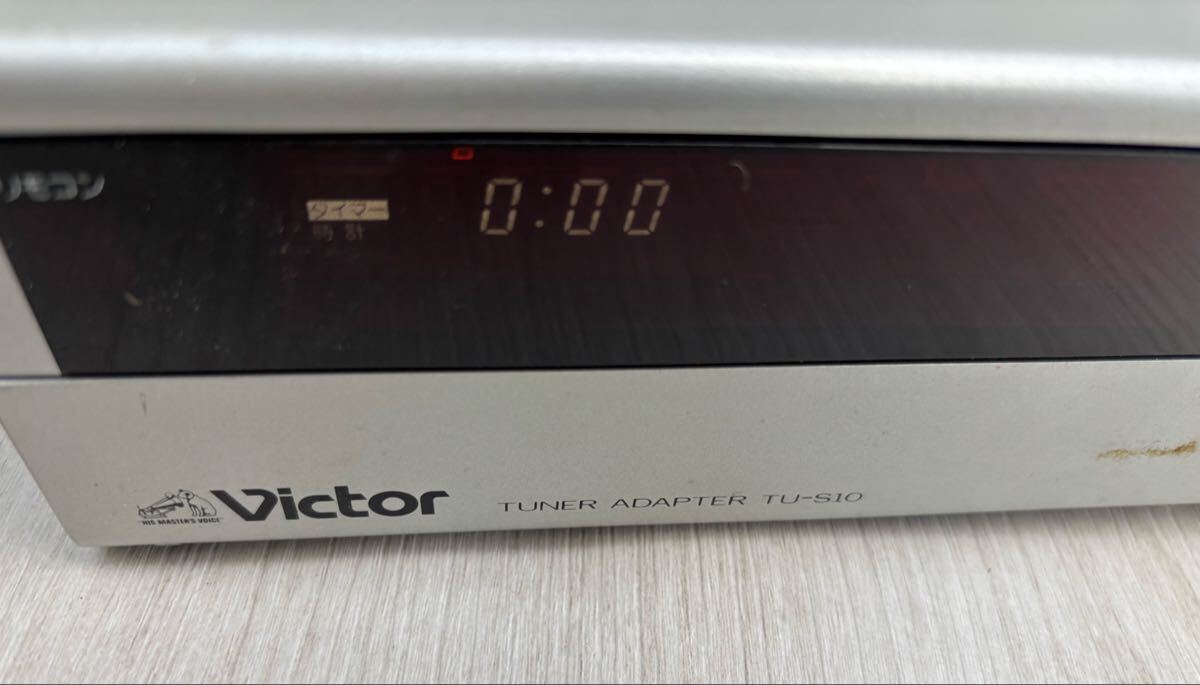 リモコン
タイマー
時計
0:00
"HIS MASTER'S VOICE"
Victor
TUNER ADAPTER TU-S10